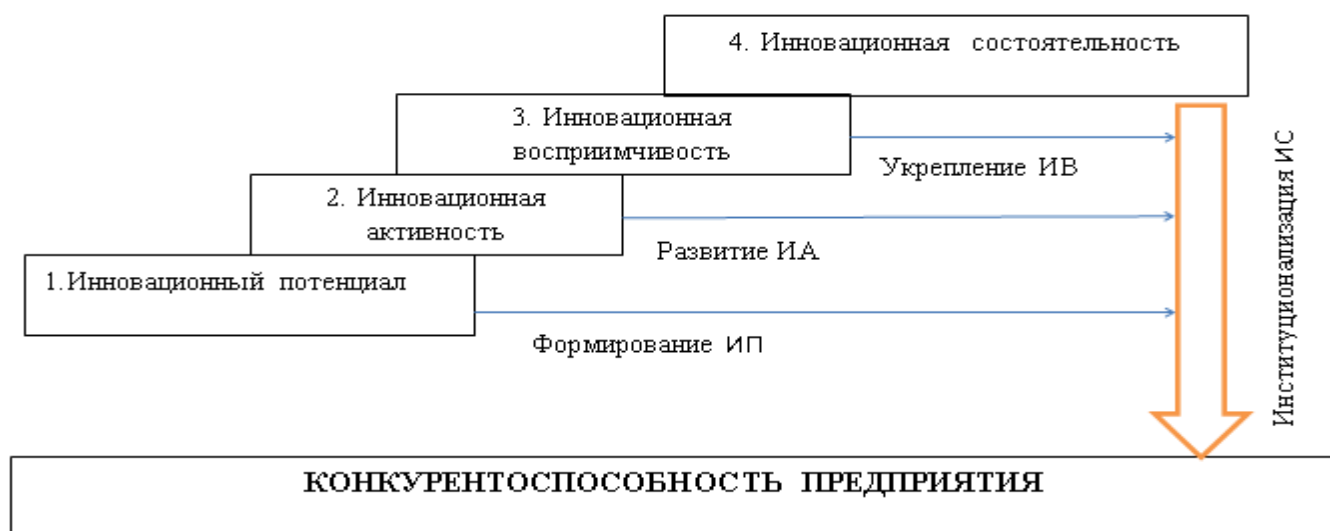 4. Инновационная состоятельность
3. Инновационная
восприимчивость
Укрепление ИВ
2. Инновационная
активность
Развитие ИА
1.Инновационный потенциал
Формирование ИП
Институционализация ИС
КОНКУРЕНТОСПОСОБНОСТЬ ПРЕДПРИЯТИЯ